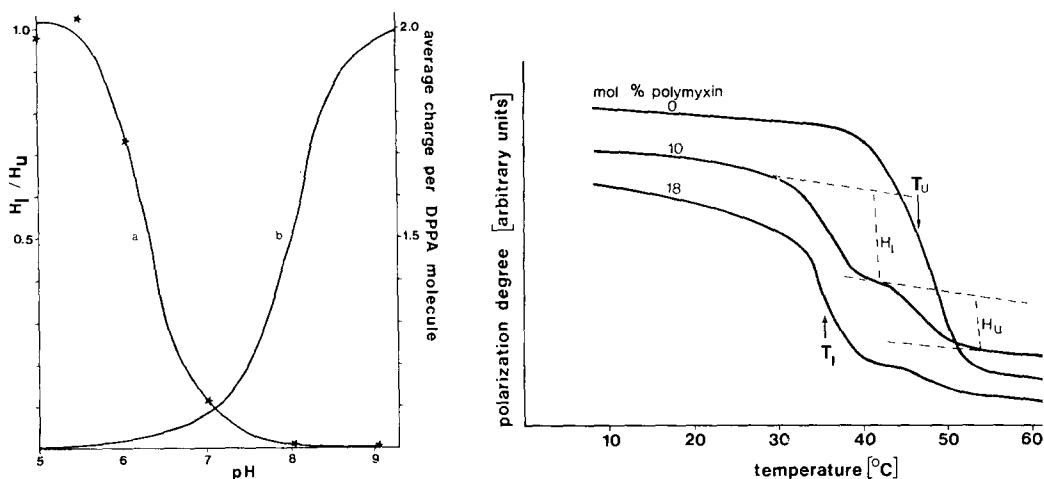 1.0
0.5
H_l / H_u
a
b
5
6
7
8
9
pH
2.0
1.5
average charge per DPPA molecule
polarization degree [arbitrary units]
mol % polymyxin
0
10
18
T_U
H_l
H_U
T_l
10
20
30
40
50
60
temperature [°C]